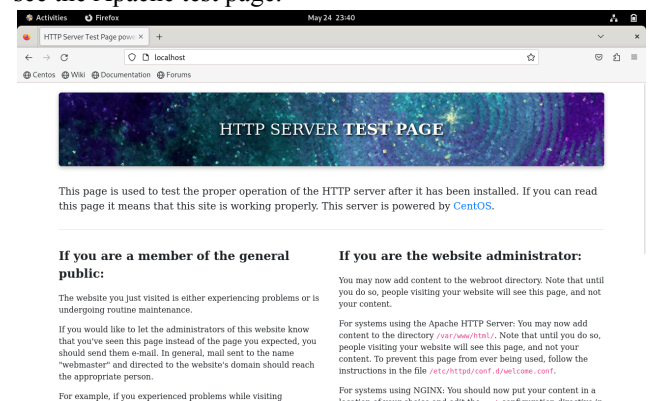 see the Apache test page.
Activities Firefox May 24 23:40
HTTP Server Test Page powe × +
localhost
Centos Wiki Documentation Forums
HTTP SERVER TEST PAGE
This page is used to test the proper operation of the HTTP server after it has been installed. If you can read
this page it means that this site is working properly. This server is powered by CentOS.
If you are a member of the general
public:
The website you just visited is either experiencing problems or is
undergoing routine maintenance.
If you would like to let the administrators of this website know
that you've seen this page instead of the page you expected, you
should send them e-mail. In general, mail sent to the name
"webmaster" and directed to the website's domain should reach
the appropriate person.
For example, if you experienced problems while visiting
If you are the website administrator:
You may now add content to the webroot directory. Note that until
you do so, people visiting your website will see this page, and not
your content.
For systems using the Apache HTTP Server: You may now add
content to the directory /var/www/html/. Note that until you do so,
people visiting your website will see this page, and not your
content. To prevent this page from ever being used, follow the
instructions in the file /etc/httpd/conf.d/welcome.conf.
For systems using NGINX: You should now put your content in a
location of your choice and edit the configuration directive in